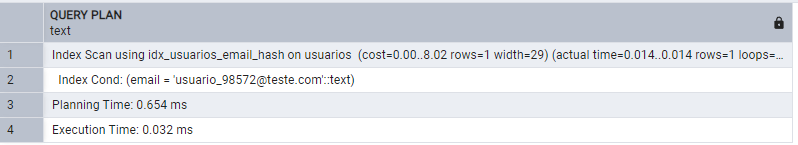 QUERY PLAN
text
1 Index Scan using idx_usuarios_email_hash on usuarios (cost=0.00..8.02 rows=1 width=29) (actual time=0.014..0.014 rows=1 loops=...
2 Index Cond: (email = 'usuario_98572@teste.com'::text)
3 Planning Time: 0.654 ms
4 Execution Time: 0.032 ms